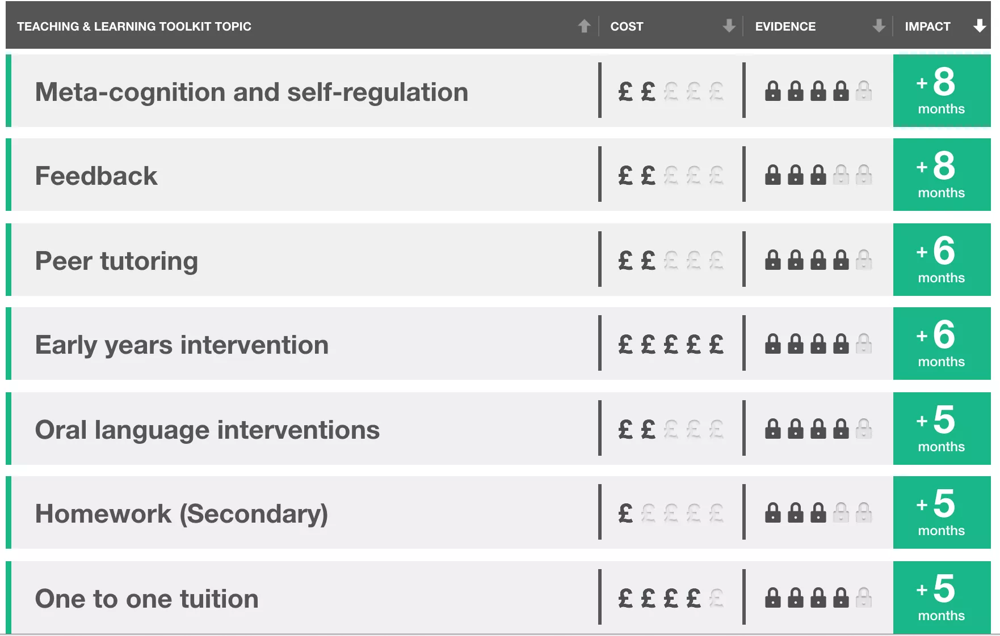 TEACHING & LEARNING TOOLKIT TOPIC COST EVIDENCE IMPACT
Meta-cognition and self-regulation £ £ £ £ £ +8 months
Feedback £ £ £ £ £ +8 months
Peer tutoring £ £ £ £ £ +6 months
Early years intervention £ £ £ £ £ +6 months
Oral language interventions £ £ £ £ £ +5 months
Homework (Secondary) £ £ £ £ £ +5 months
One to one tuition £ £ £ £ £ +5 months